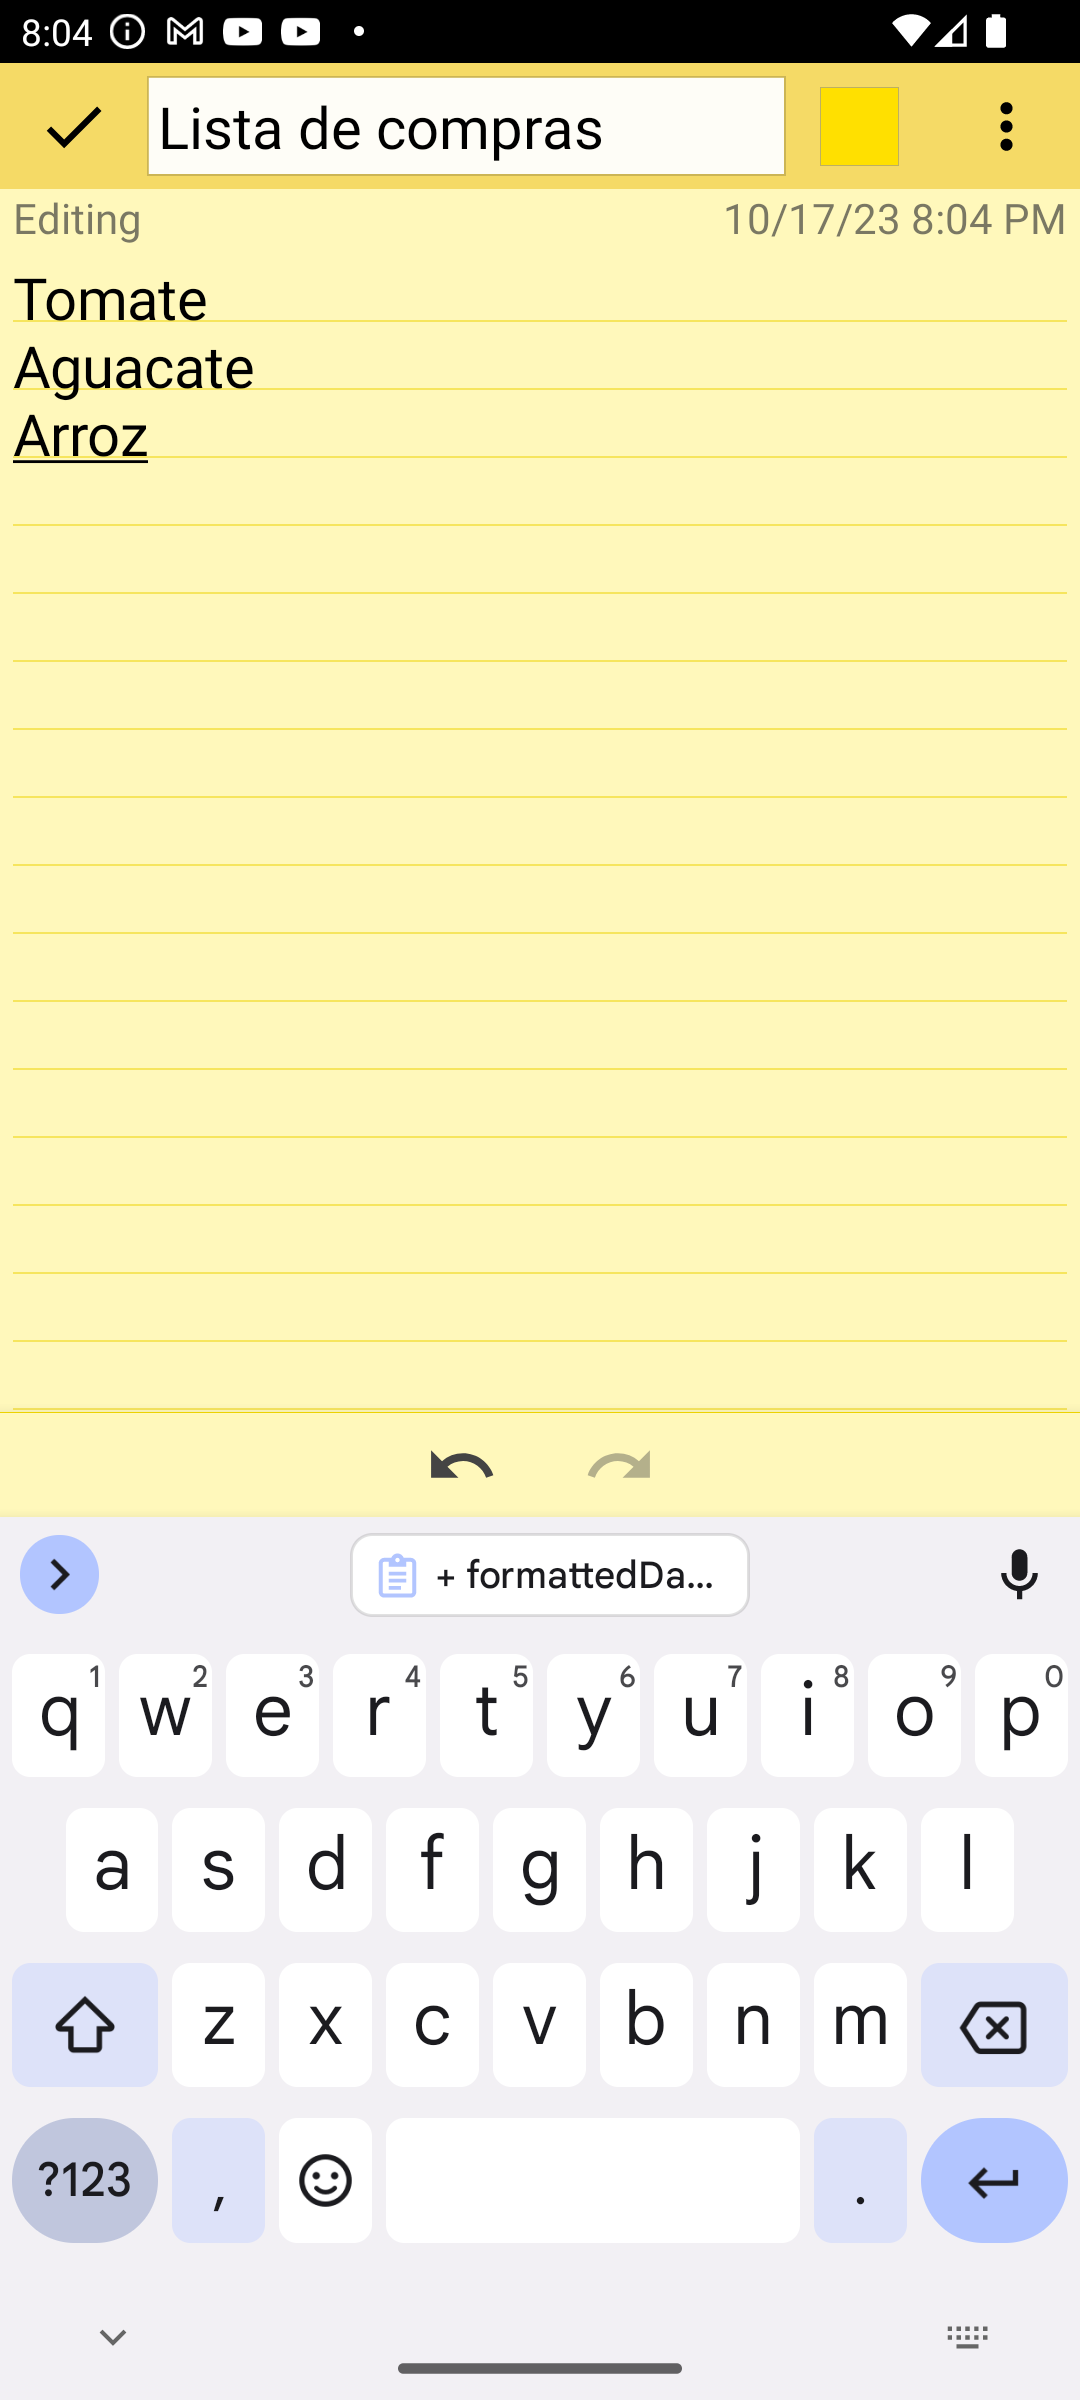 8:04
Lista de compras
Editing 10/17/23 8:04 PM
Tomate
Aguacate
Arroz
+ formattedDa...
q 1 w 2 e 3 r 4 t 5 y 6 u 7 i 8 o 9 p 0
a s d f g h j k l
z x c v b n m
?123 , .